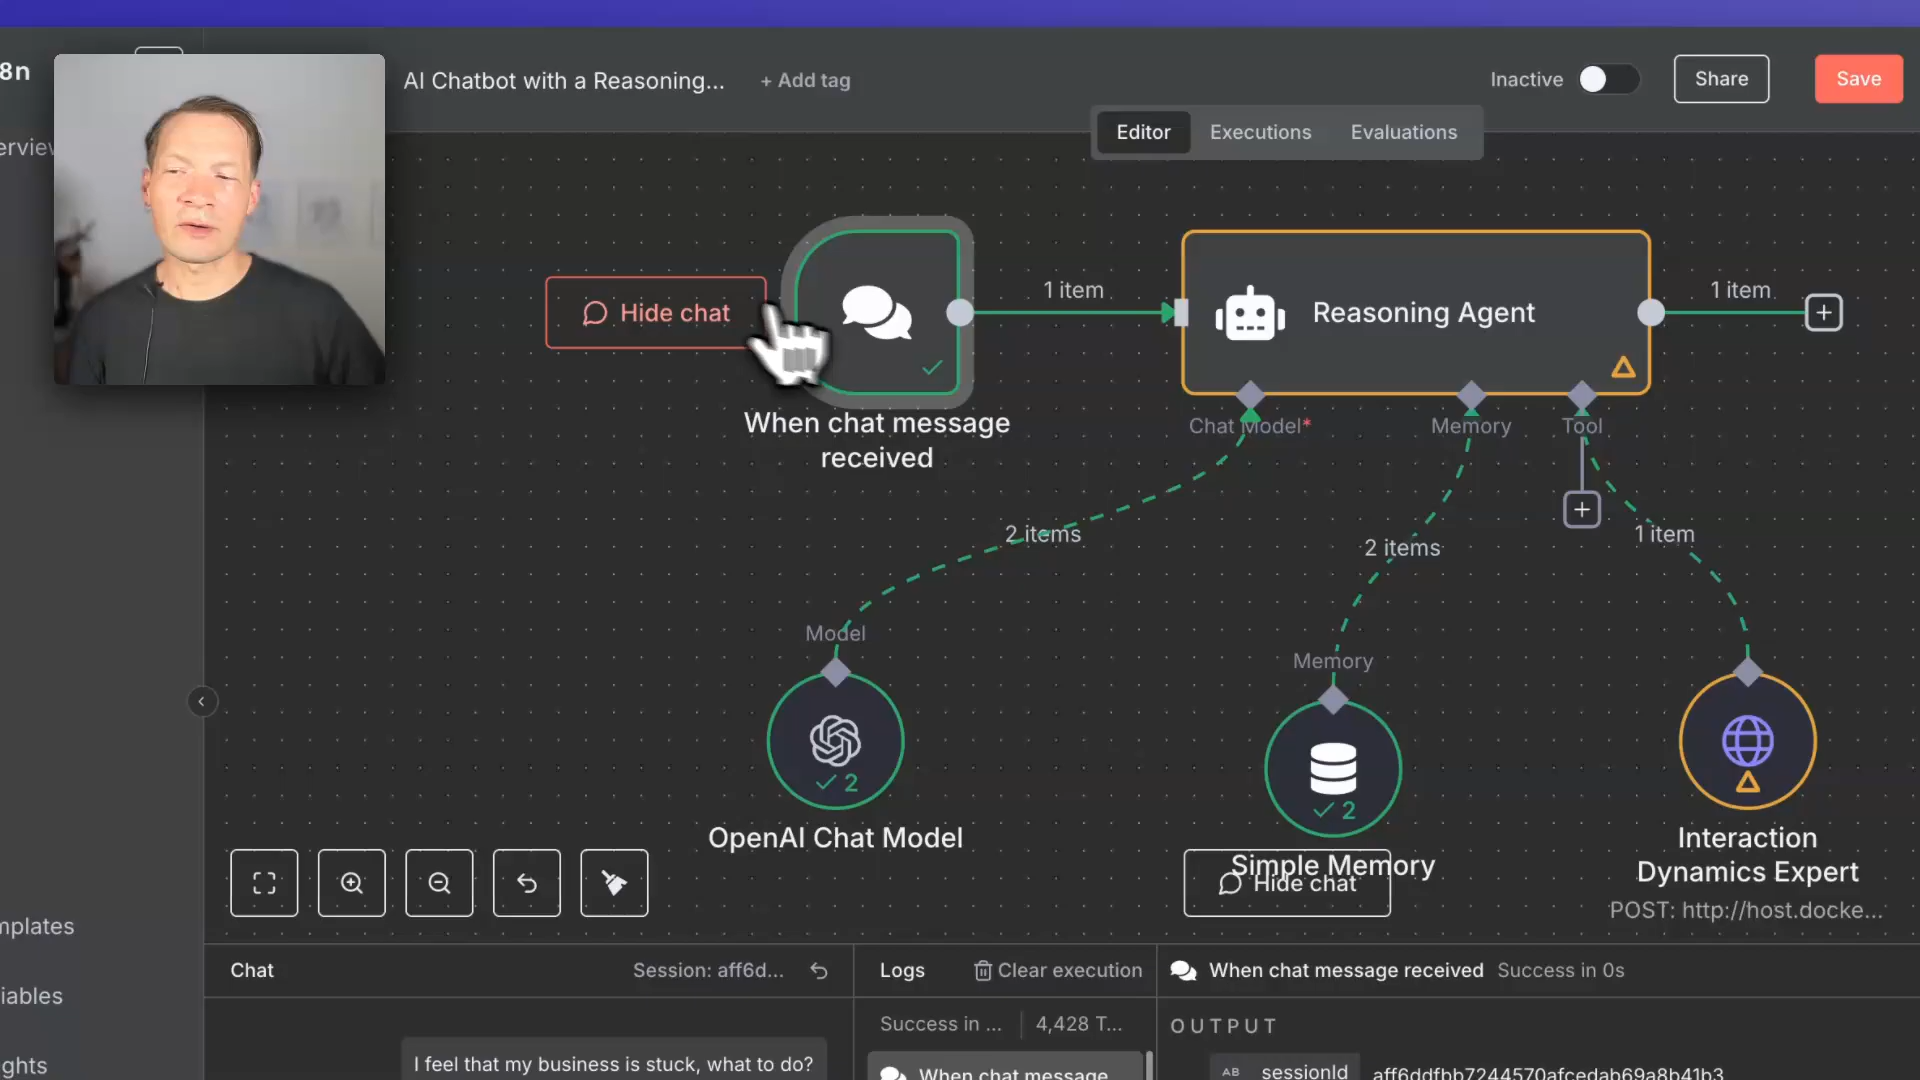 8n
AI Chatbot with a Reasoning...
+ Add tag
Inactive
Share
Save
erview
Editor
Executions
Evaluations
Hide chat
1 item
Reasoning Agent
1 item
When chat message
received
Chat Model*
Memory
Tool
2 items
2 items
1 item
Model
Memory
2
2
OpenAI Chat Model
Simple Memory
Hide chat
Interaction
Dynamics Expert
POST: http://host.docke...
mplates
iables
ghts
Chat
Session: aff6d...
Logs
Clear execution
When chat message received
Success in 0s
Success in ...
4,428 T...
OUTPUT
I feel that my business is stuck, what to do?
When chat message
AB
sessionId
aff6ddfbb7244570afcedab69a8b41b3